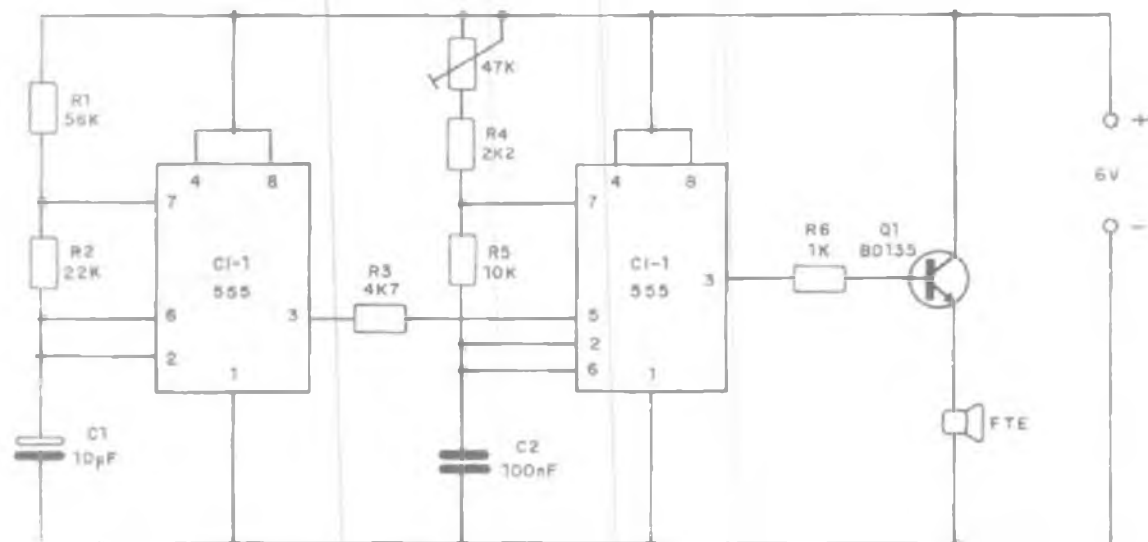 47K
R1
56K
R4
2K2
+
4
8
4
8
6V
7
7
-
R2
22K
CI-1
555
R5
10K
CI-1
555
R6
1K
Q1
BD135
R3
4K7
3
6
3
5
2
2
6
1
1
C1
10µF
C2
100nF
FTE